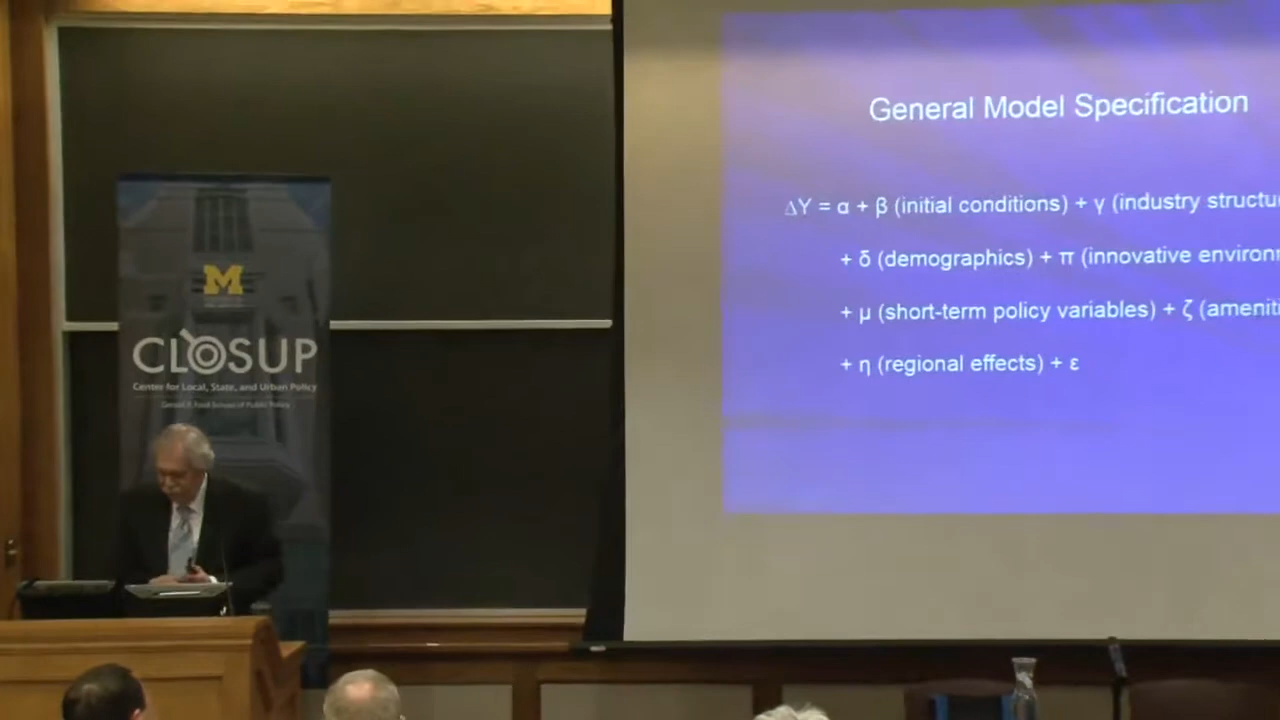 General Model Specification
ΔY = α + β (initial conditions) + γ (industry structu
+ δ (demographics) + π (innovative environ
+ μ (short-term policy variables) + ζ (ameniti
+ η (regional effects) + ε
M
CLOSUP
Center for Local, State, and Urban Policy
Gerald R. Ford School of Public Policy